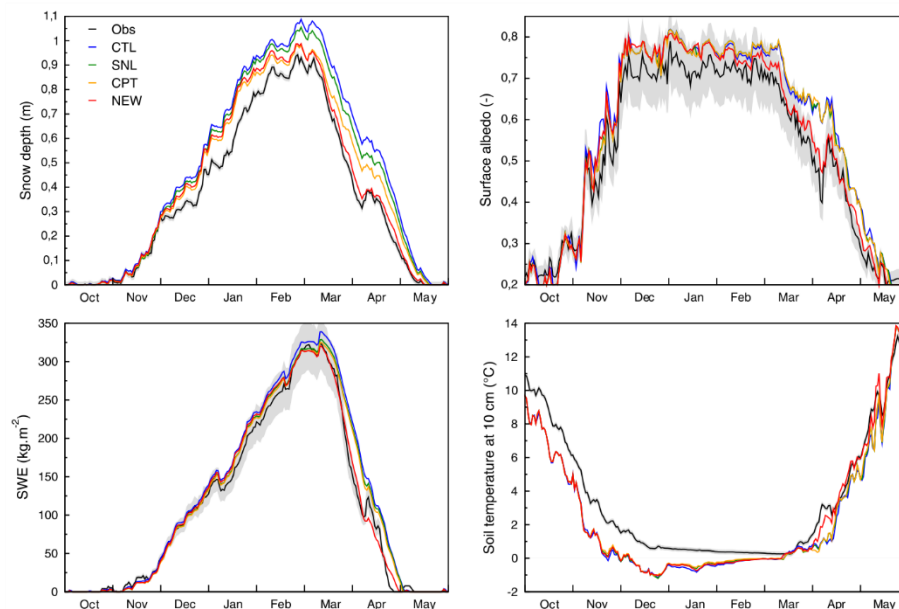 1,1
1
0,9
0,8
0,7
0,6
0,5
0,4
0,3
0,2
0,1
0
Snow depth (m)
Obs
CTL
SNL
CPT
NEW
Oct Nov Dec Jan Feb Mar Apr May
0,8
0,7
0,6
0,5
0,4
0,3
0,2
Surface albedo (-)
Oct Nov Dec Jan Feb Mar Apr May
350
300
250
200
150
100
50
0
SWE (kg.m-2)
Oct Nov Dec Jan Feb Mar Apr May
14
12
10
8
6
4
2
0
-2
Soil temperature at 10 cm (°C)
Oct Nov Dec Jan Feb Mar Apr May